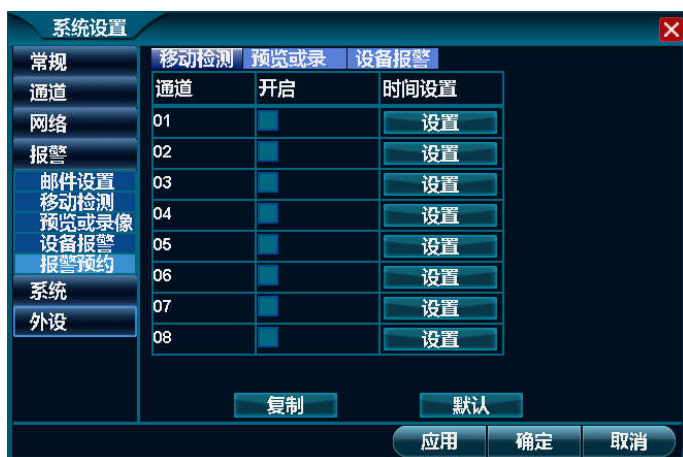 系统设置
常规
通道
网络
报警
邮件设置
移动检测
预览或录像
设备报警
报警预约
系统
外设
移动检测 预览或录 设备报警
通道 开启 时间设置
01 设置
02 设置
03 设置
04 设置
05 设置
06 设置
07 设置
08 设置
复制 默认
应用 确定 取消